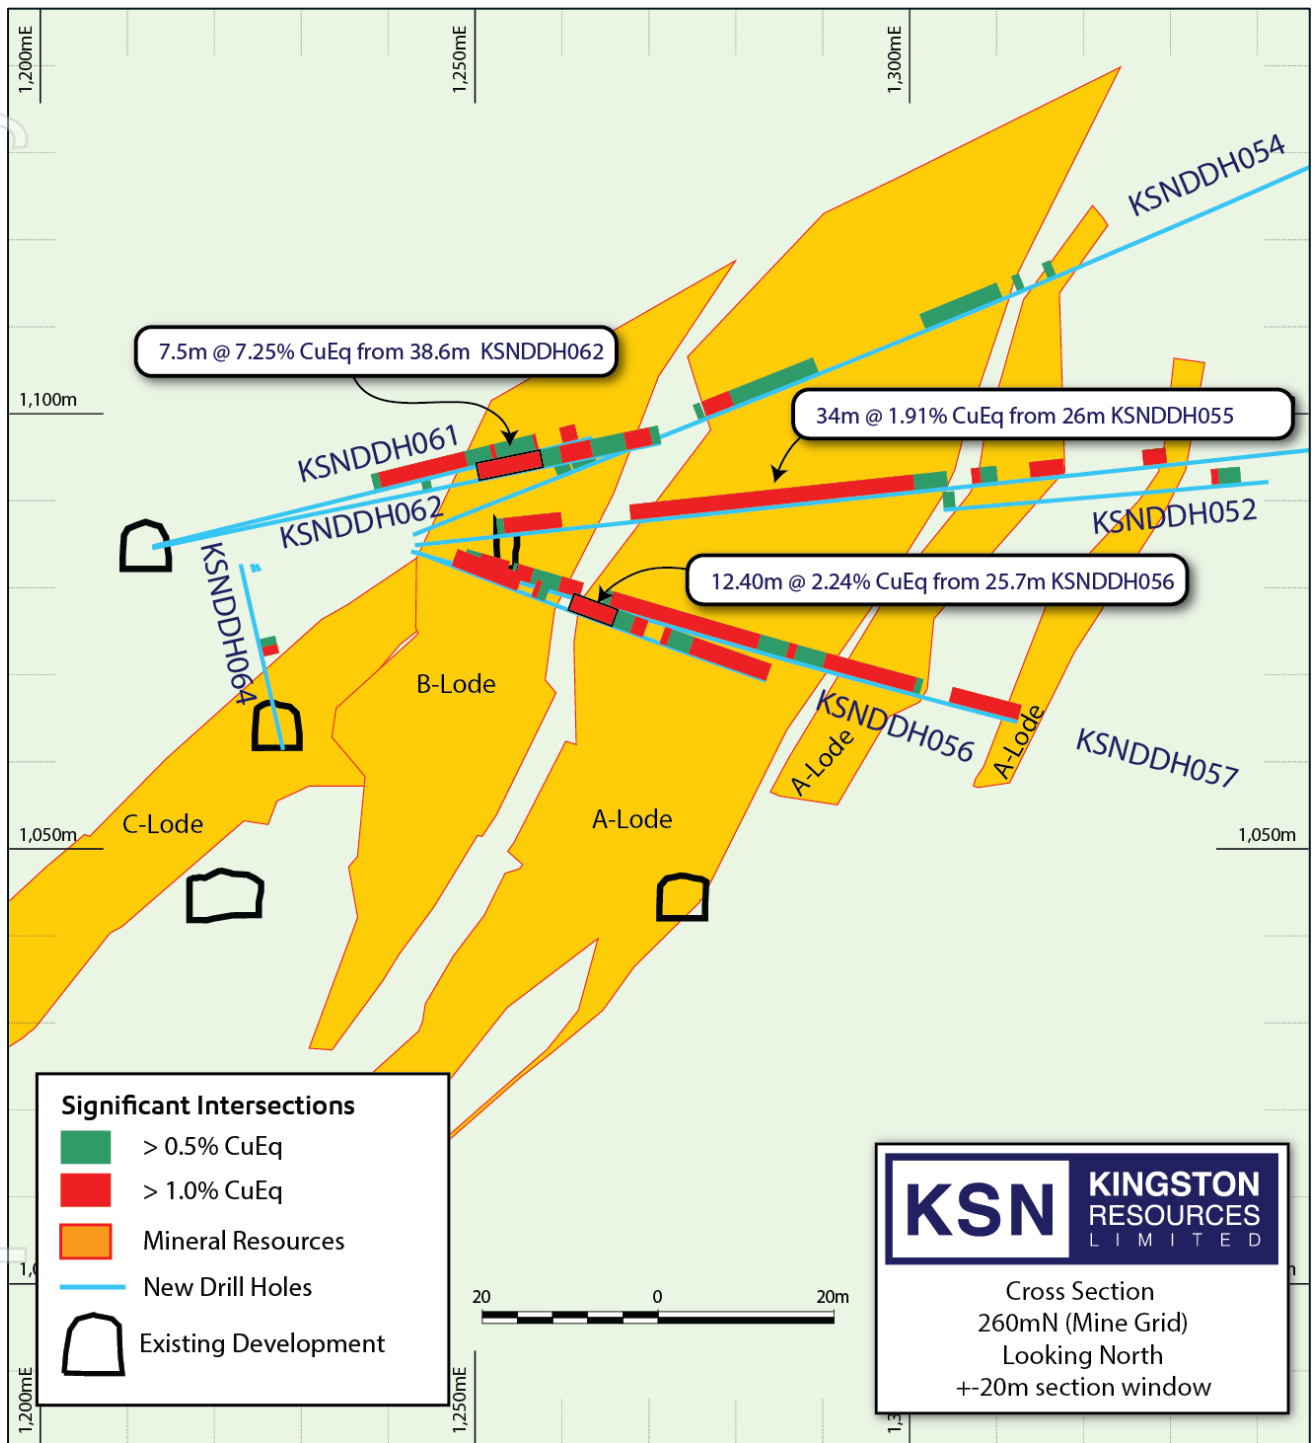 1,200mE
1,250mE
1,300mE
KSNDDH054
7.5m @ 7.25% CuEq from 38.6m KSNDDH062
1,100m
34m @ 1.91% CuEq from 26m KSNDDH055
KSNDDH061
KSNDDH062
KSNDDH052
KSNDDH064
12.40m @ 2.24% CuEq from 25.7m KSNDDH056
B-Lode
KSNDDH056
A-Lode
A-Lode
KSNDDH057
C-Lode
A-Lode
1,050m
1,050m
Significant Intersections
> 0.5% CuEq
> 1.0% CuEq
Mineral Resources
New Drill Holes
Existing Development
20 0 20m
KSN
KINGSTON
RESOURCES
LIMITED
Cross Section
260mN (Mine Grid)
Looking North
+-20m section window
1,200mE
1,250mE